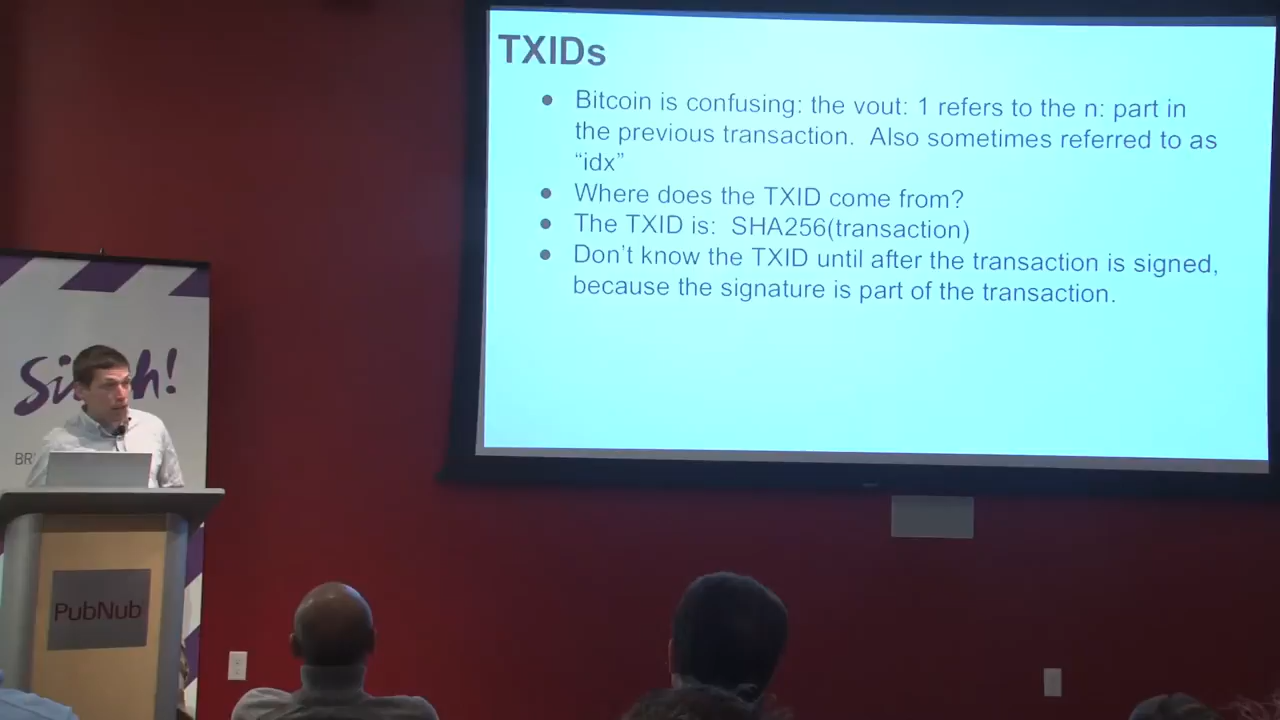 TXIDs
Bitcoin is confusing: the vout: 1 refers to the n: part in
the previous transaction. Also sometimes referred to as
“idx”
Where does the TXID come from?
The TXID is: SHA256(transaction)
Don't know the TXID until after the transaction is signed,
because the signature is part of the transaction.
PubNub